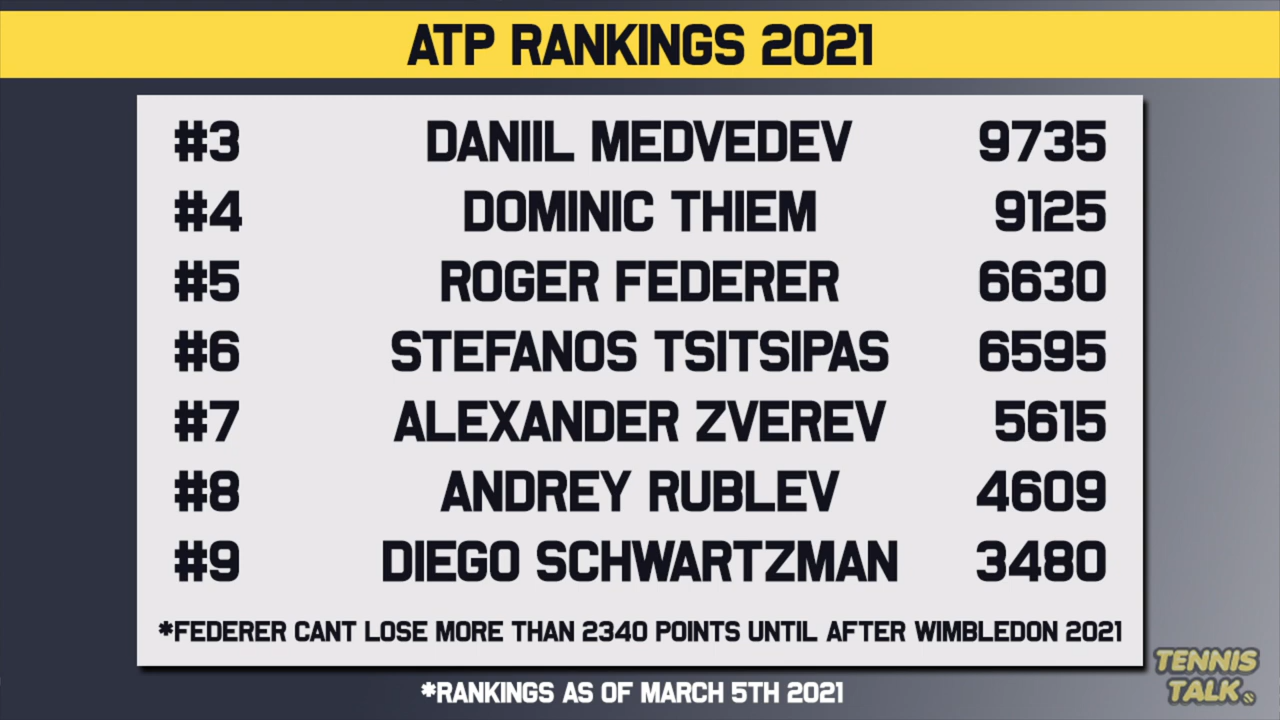 ATP RANKINGS 2021
#3 DANIIL MEDVEDEV 9735
#4 DOMINIC THIEM 9125
#5 ROGER FEDERER 6630
#6 STEFANOS TSITSIPAS 6595
#7 ALEXANDER ZVEREV 5615
#8 ANDREY RUBLEV 4609
#9 DIEGO SCHWARTZMAN 3480
*FEDERER CANT LOSE MORE THAN 2340 POINTS UNTIL AFTER WIMBLEDON 2021
*RANKINGS AS OF MARCH 5TH 2021
TENNIS
TALK